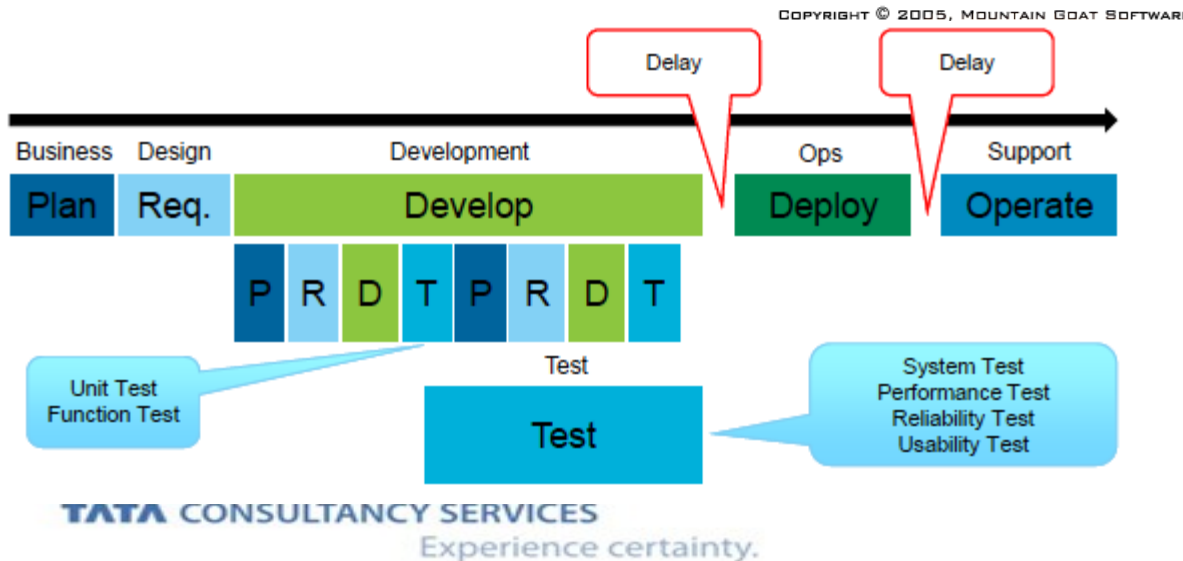 COPYRIGHT © 2005, MOUNTAIN GOAT SOFTWARE
Delay
Delay
Business
Design
Development
Ops
Support
Plan
Req.
Develop
Deploy
Operate
P R D T P R D T
Unit Test
Function Test
Test
Test
System Test
Performance Test
Reliability Test
Usability Test
TATA CONSULTANCY SERVICES
Experience certainty.